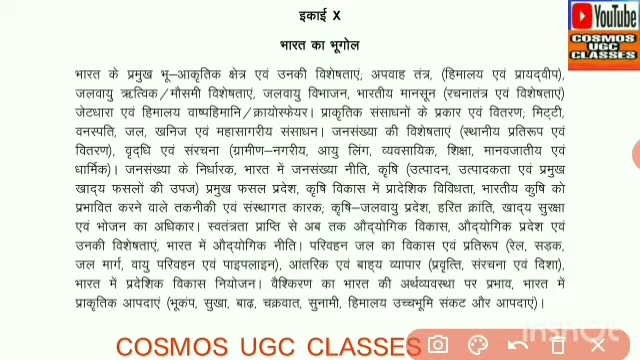 इकाई X
YouTube
COSMOS
UGC
CLASSES
भारत का भूगोल
भारत के प्रमुख भू–आकृतिक क्षेत्र एवं उनकी विशेषताएं; अपवाह तंत्र, (हिमालय एवं प्रायद्वीप),
जलवायु ऋत्विक/मौसमी विशेषताएं, जलवायु विभाजन, भारतीय मानसून (रचनातंत्र एवं विशेषताएं)
जेटधारा एवं हिमालय वाष्पहिमानि/क्रायोस्फेयर। प्राकृतिक संसाधनों के प्रकार एवं वितरण; मिट्टी,
वनस्पति, जल, खनिज एवं महासागरीय संसाधन। जनसंख्या की विशेषताएं (स्थानीय प्रतिरूप एवं
वितरण), वृद्धि एवं संरचना (ग्रामीण–नगरीय, आयु लिंग, व्यवसायिक, शिक्षा, मानवजातीय एवं
धार्मिक)। जनसंख्या के निर्धारक, भारत में जनसंख्या नीति, कृषि (उत्पादन, उत्पादकता एवं प्रमुख
खाद्य फसलों की उपज) प्रमुख फसल प्रदेश, कृषि विकास में प्रादेशिक विविधता, भारतीय कृषि को
प्रभावित करने वाले तकनीकी एवं संस्थागत कारक; कृषि–जलवायु प्रदेश, हरित क्रांति, खाद्य सुरक्षा
एवं भोजन का अधिकार। स्वतंत्रता प्राप्ति से अब तक औद्योगिक विकास, औद्योगिक प्रदेश एवं
उनकी विशेषताएं, भारत में औद्योगिक नीति। परिवहन जल का विकास एवं प्रतिरूप (रेल, सड़क,
जल मार्ग, वायु परिवहन एवं पाइपलाइन), आंतरिक एवं बाह्य व्यापार (प्रवृत्ति, संरचना एवं दिशा),
भारत में प्रदेशिक विकास नियोजन। वैश्किरण का भारत की अर्थव्यवस्था पर प्रभाव, भारत में
प्राकृतिक आपदाएं (भूकंप, सुखा, बाढ़, चक्रवात, सुनामी, हिमालय उच्चभूमि संकट और आपदाएं)।
COSMOS UGC CLASSES